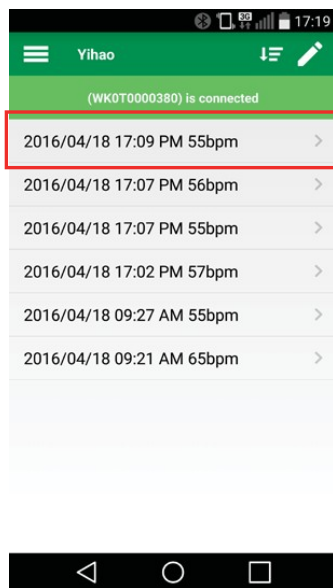 3G 17:19
Yihao
(WK0T0000380) is connected
2016/04/18 17:09 PM 55bpm
2016/04/18 17:07 PM 56bpm
2016/04/18 17:07 PM 55bpm
2016/04/18 17:02 PM 57bpm
2016/04/18 09:27 AM 55bpm
2016/04/18 09:21 AM 65bpm